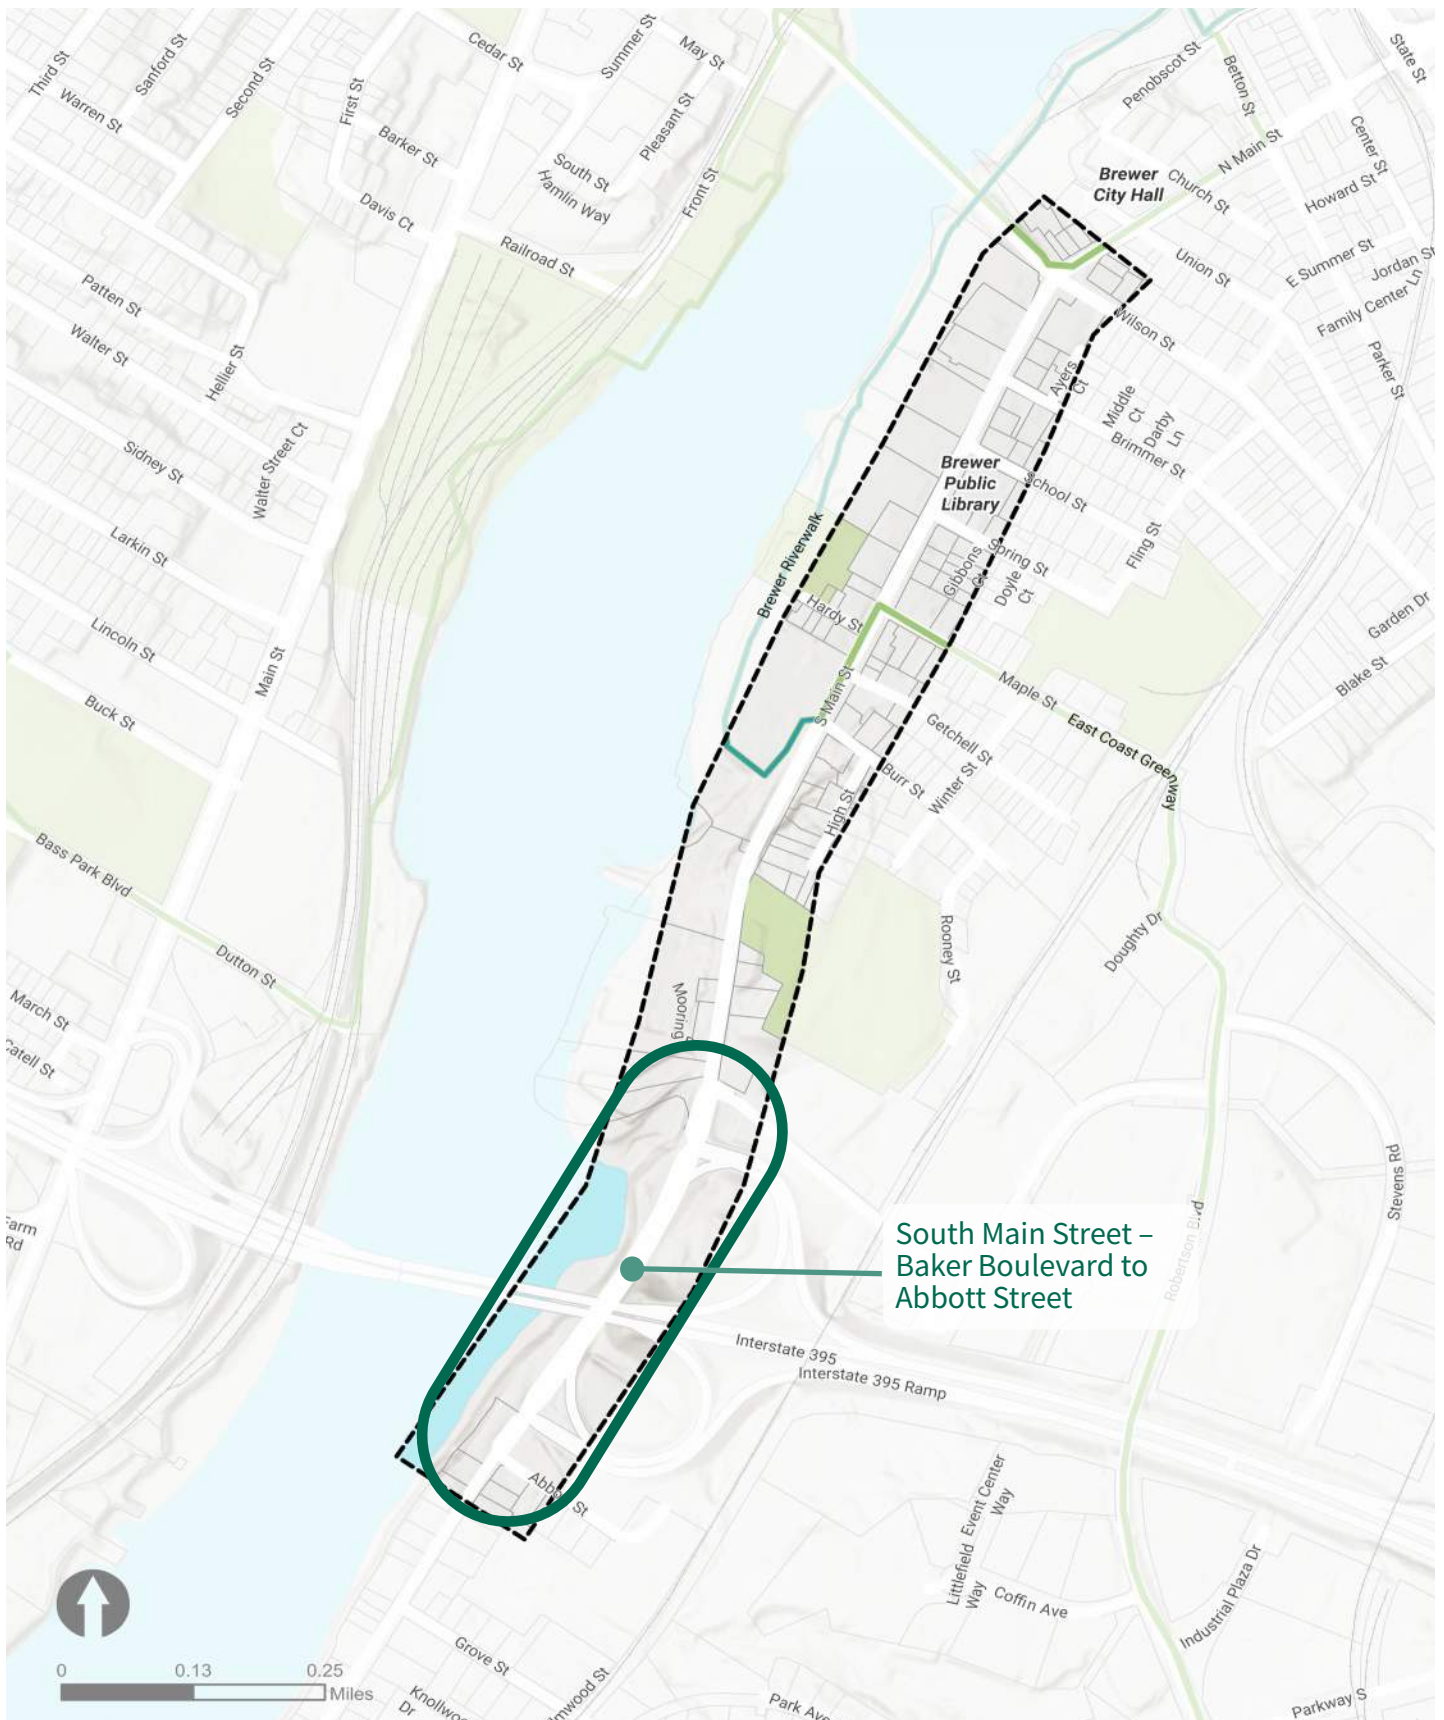 Third St
Sanford St
Warren St
Second St
First St
Cedar St
Summer St
May St
Barker St
Pleasant St
South St
Hamlin Way
Front St
Davis Ct
Railroad St
Penobscot St
Betton St
State St
Center St
N Main St
Howard St
Brewer
City Hall
Church St
Union St
E Summer St
Jordan St
Family Center Ln
Wilson St
Parker St
Patten St
Walter St
Hellier St
Walter Street Ct
Sidney St
Larkin St
Lincoln St
Main St
Buck St
Ayers
Ct
Middle
Ct
Darby
Ln
Brimmer St
Brewer
Public
Library
School St
Fling St
Spring St
Gibbons
Ct
Doyle
Ct
Brewer Riverwalk
Hardy St
Garden Dr
Blake St
S Main St
Maple St
East Coast Greenway
Getchell St
Burr St
Winter St
High St
Bass Park Blvd
Dutton St
March St
Catell St
Rooney St
Doughty Dr
Mooring
Stevens Rd
Robertson Blvd
Farm
Rd
South Main Street –
Baker Boulevard to
Abbott Street
Interstate 395
Interstate 395 Ramp
Abbott St
Littlefield
Way
Event Center
Way
Coffin Ave
Industrial Plaza Dr
Grove St
Dr
Parkway S
0
0.13
0.25
Miles